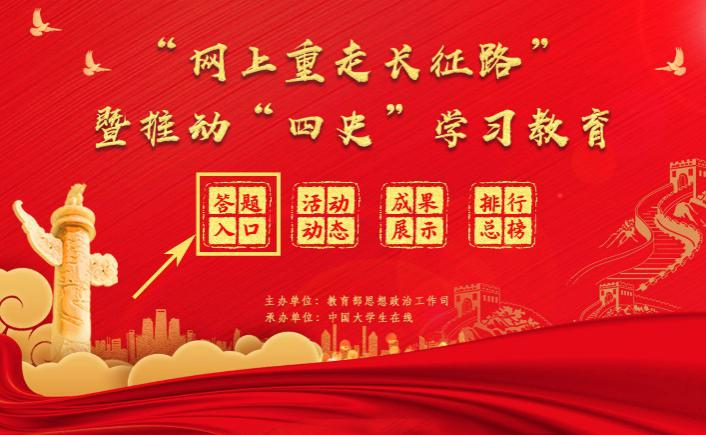 “网上重走长征路”
暨推动“四史”学习教育
答题 活动 成果 排行
入口 动态 展示 总榜
主办单位：教育部思想政治工作司
承办单位：中国大学生在线